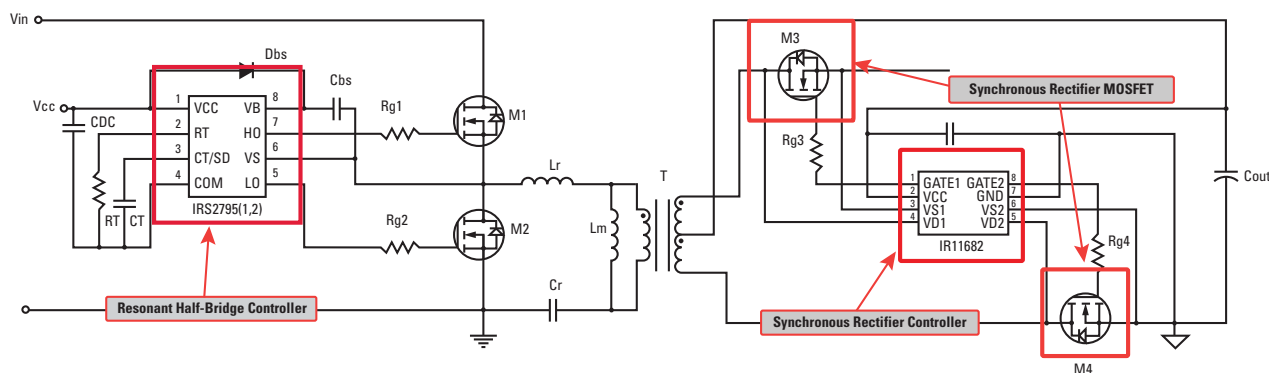 Vin
Dbs
Cbs
Vcc
CDC
1 VCC VB 8
2 RT HO 7
3 CT/SD VS 6
4 COM LO 5
IRS2795(1,2)
RT
CT
Rg1
Rg2
M1
M2
Lr
Lm
Cr
T
Resonant Half-Bridge Controller
M3
Synchronous Rectifier MOSFET
Rg3
1 GATE1 GATE2 8
2 VCC GND 7
3 VS1 VS2 6
4 VD1 VD2 5
IR11682
Rg4
Cout
Synchronous Rectifier Controller
M4